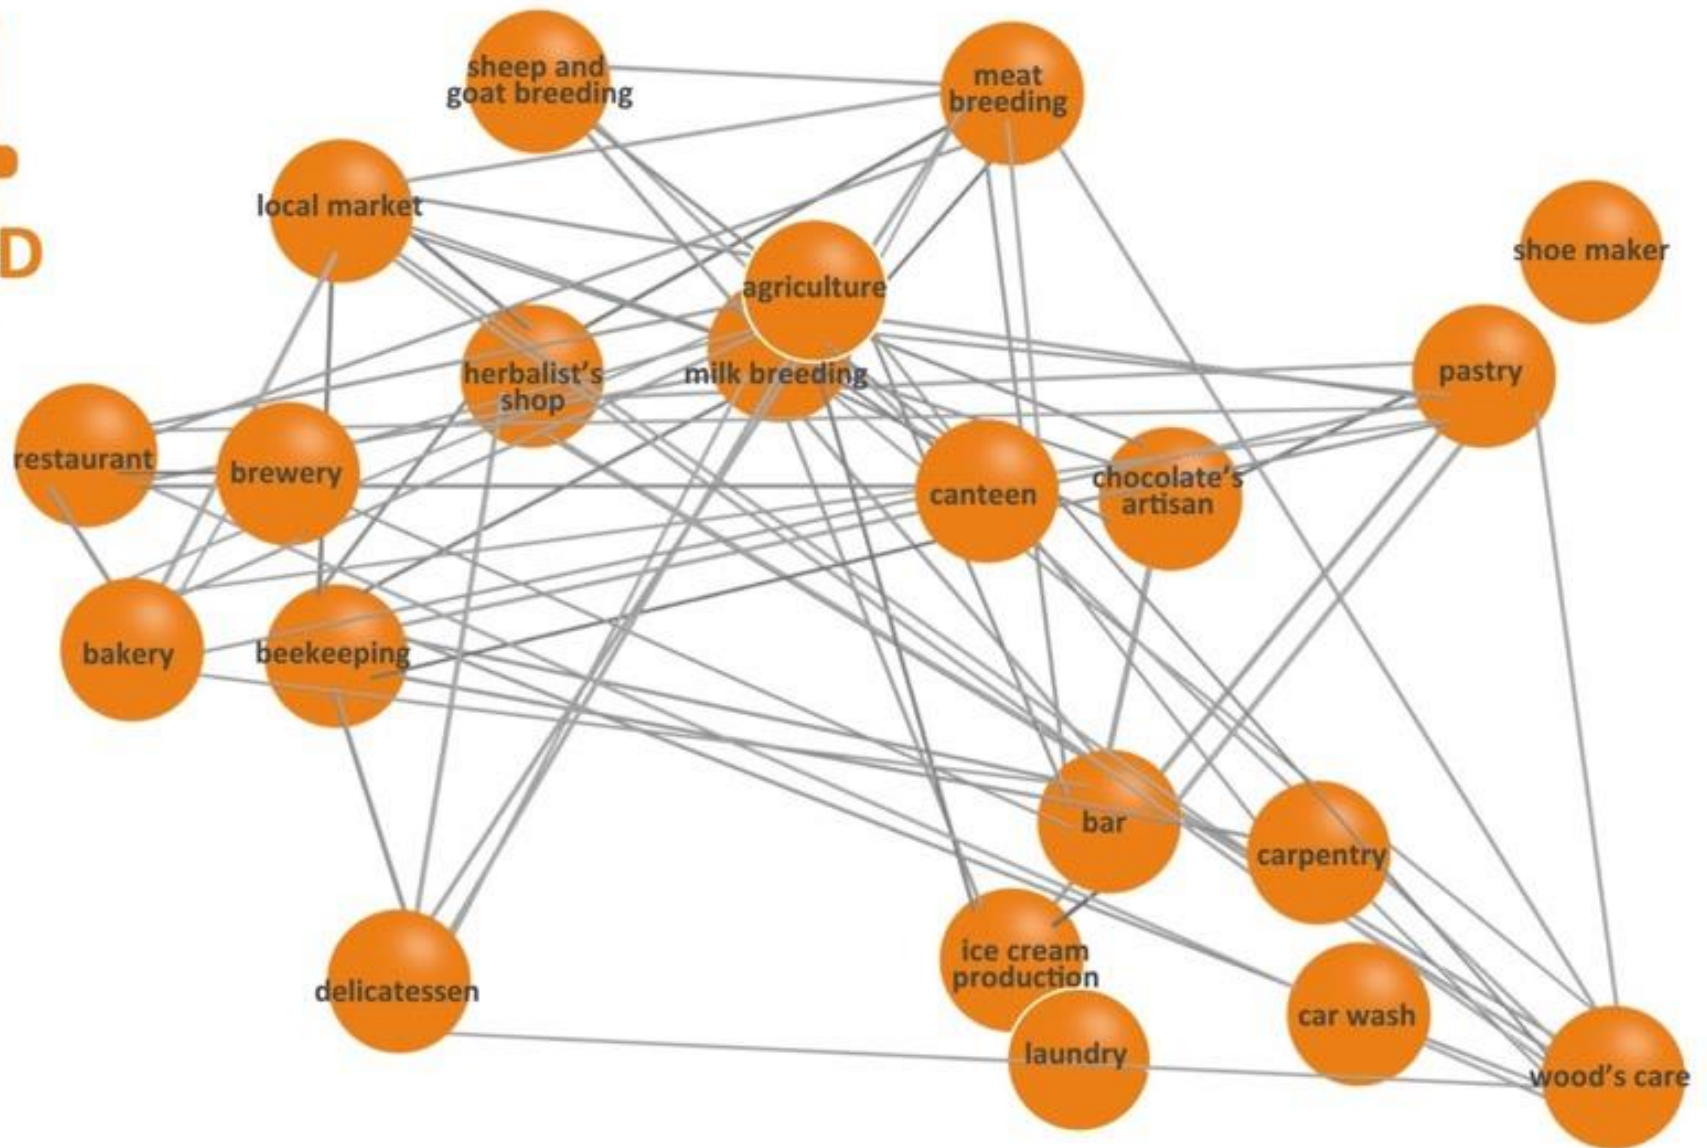 sheep and
goat breeding
meat
breeding
local market
shoe maker
D
agriculture
herbalist's
shop
milk breeding
pastry
restaurant
brewery
canteen
chocolate's
artisan
bakery
beekeeping
bar
carpentry
delicatessen
ice cream
production
car wash
laundry
wood's care